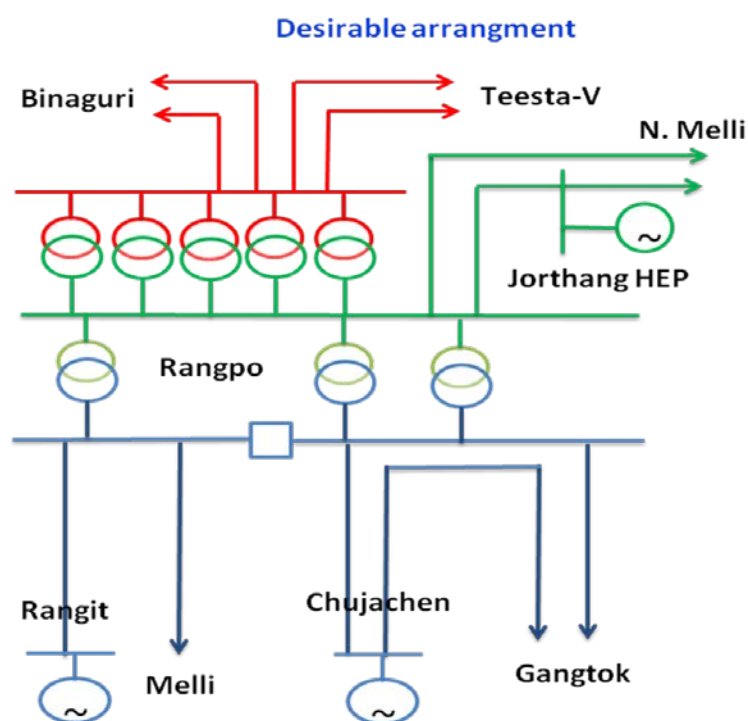 Desirable arrangment
Binaguri
Teesta-V
N. Melli
~
Jorthang HEP
Rangpo
Rangit
Chujachen
Melli
Gangtok
~
~